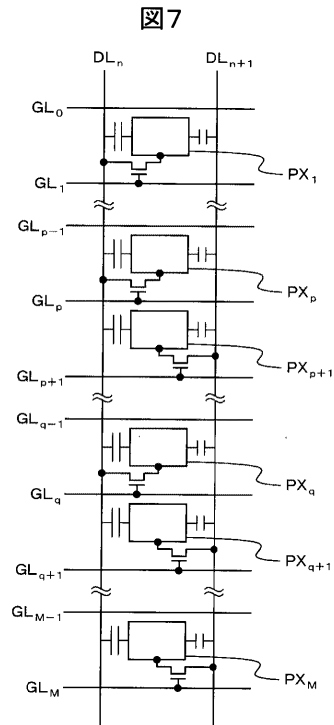 図7
DLn DLn+1
GL0
GL1
PX1
GLp-1
GLp
PXp
GLp+1
PXp+1
GLq-1
GLq
PXq
GLq+1
PXq+1
GLM-1
GLM
PXM